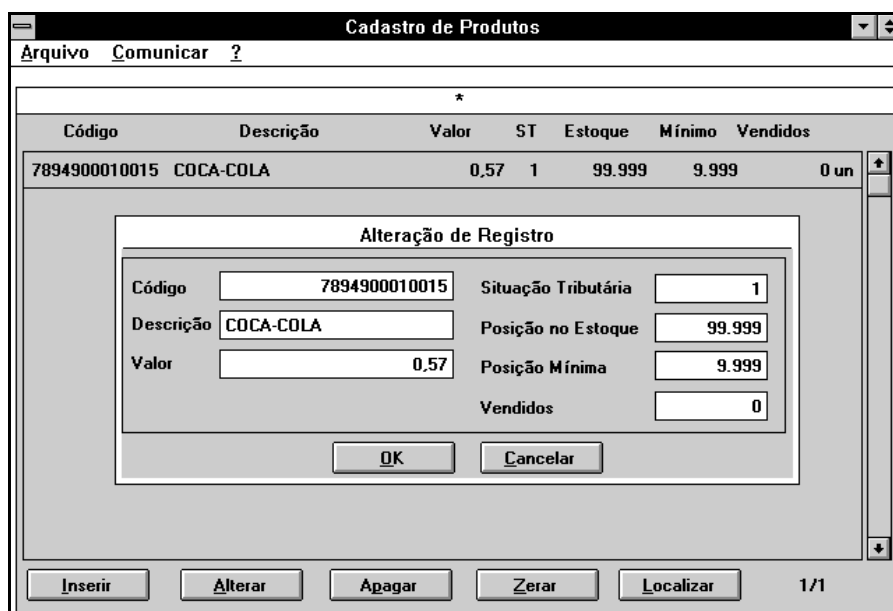 Cadastro de Produtos
Arquivo Comunicar ?
*
Código Descrição Valor ST Estoque Mínimo Vendidos
7894900010015 COCA-COLA 0,57 1 99.999 9.999 0 un
Alteração de Registro
Código 7894900010015 Situação Tributária 1
Descrição COCA-COLA Posição no Estoque 99.999
Valor 0,57 Posição Mínima 9.999
Vendidos 0
OK Cancelar
Inserir Alterar Apagar Zerar Localizar 1/1